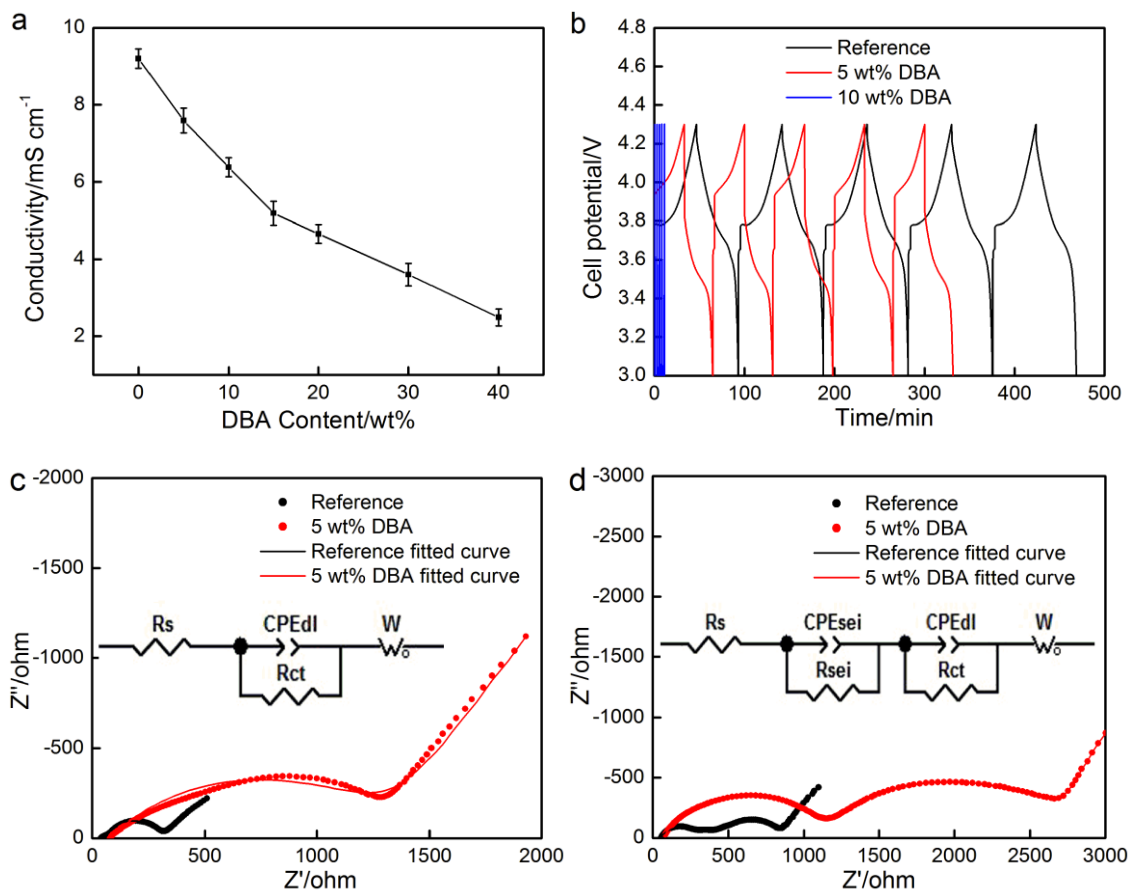 a
10
8
6
4
2
Conductivity/mS cm⁻¹
0 10 20 30 40
DBA Content/wt%
b
4.8
4.6
4.4
4.2
4.0
3.8
3.6
3.4
3.2
3.0
Cell potential/V
Reference
5 wt% DBA
10 wt% DBA
0 100 200 300 400 500
Time/min
c
-2000
-1500
-1000
-500
0
Z''/ohm
Reference
5 wt% DBA
Reference fitted curve
5 wt% DBA fitted curve
Rs CPEdl W
o
Rct
0 500 1000 1500 2000
Z'/ohm
d
-3000
-2500
-2000
-1500
-1000
-500
0
Z''/ohm
Reference
5 wt% DBA
Reference fitted curve
5 wt% DBA fitted curve
Rs CPEsei CPEdl W
o
Rsei Rct
0 500 1000 1500 2000 2500 3000
Z'/ohm